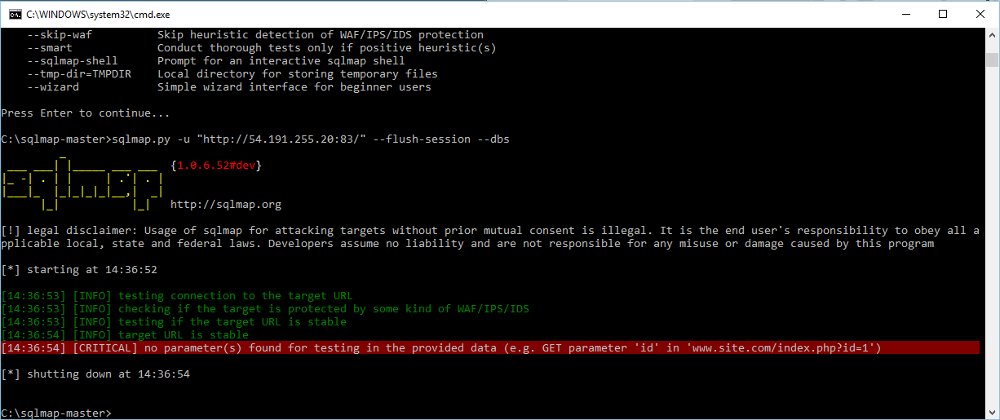 C:\WINDOWS\system32\cmd.exe
--skip-waf          Skip heuristic detection of WAF/IPS/IDS protection
--smart             Conduct thorough tests only if positive heuristic(s)
--sqlmap-shell      Prompt for an interactive sqlmap shell
--tmp-dir=TMPDIR    Local directory for storing temporary files
--wizard            Simple wizard interface for beginner users
Press Enter to continue...
C:\sqlmap-master>sqlmap.py -u "http://54.191.255.20:83/" --flush-session --dbs
sqlmap {1.0.6.52#dev}
http://sqlmap.org
[!] legal disclaimer: Usage of sqlmap for attacking targets without prior mutual consent is illegal. It is the end user's responsibility to obey all a
pplicable local, state and federal laws. Developers assume no liability and are not responsible for any misuse or damage caused by this program
[*] starting at 14:36:52
[14:36:53] [INFO] testing connection to the target URL
[14:36:53] [INFO] checking if the target is protected by some kind of WAF/IPS/IDS
[14:36:53] [INFO] testing if the target URL is stable
[14:36:54] [INFO] target URL is stable
[14:36:54] [CRITICAL] no parameter(s) found for testing in the provided data (e.g. GET parameter 'id' in 'www.site.com/index.php?id=1')
[*] shutting down at 14:36:54
C:\sqlmap-master>